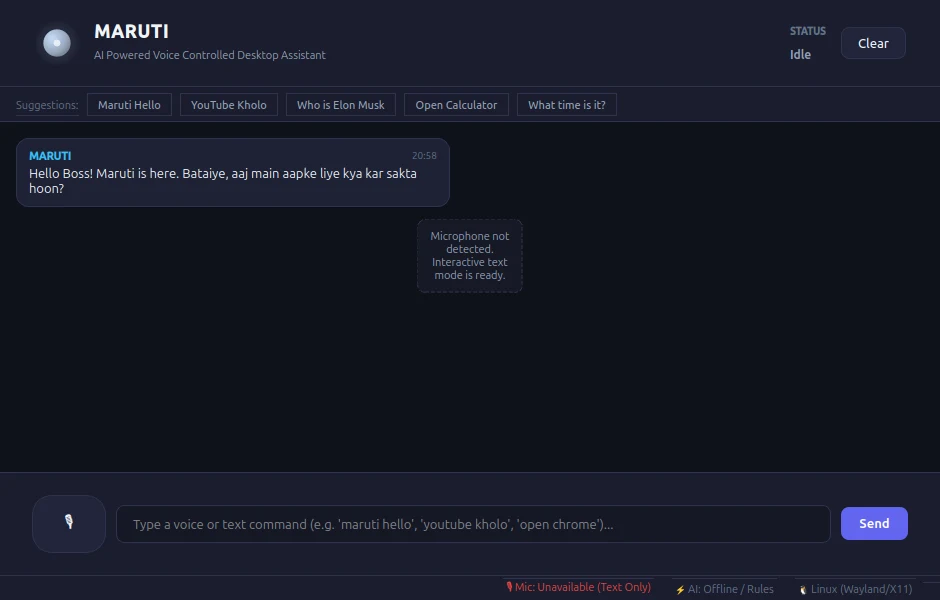 MARUTI
AI Powered Voice Controlled Desktop Assistant
STATUS
Idle
Clear
Suggestions:
Maruti Hello
YouTube Kholo
Who is Elon Musk
Open Calculator
What time is it?
MARUTI
20:58
Hello Boss! Maruti is here. Bataiye, aaj main aapke liye kya kar sakta
hoon?
Microphone not
detected.
Interactive text
mode is ready.
Type a voice or text command (e.g. 'maruti hello', 'youtube kholo', 'open chrome')...
Send
Mic: Unavailable (Text Only)
AI: Offline / Rules
Linux (Wayland/X11)